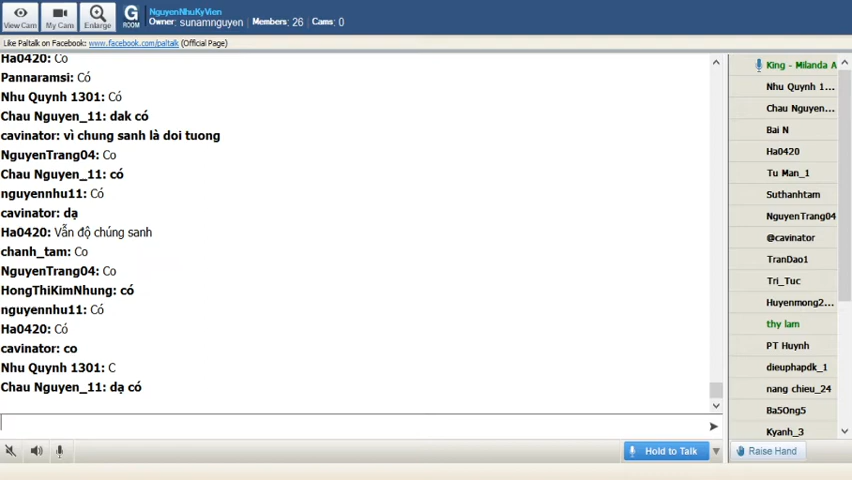 View Cam
My Cam
Enlarge
G
ROOM
NguyenNhuKyVien
Owner: sunamnguyen Members: 26 Cams: 0
Like Paltalk on Facebook: www.facebook.com/paltalk (Official Page)
Ha0420: Co
Pannaramsi: Có
Nhu Quynh 1301: Có
Chau Nguyen_11: dak có
cavinator: vì chung sanh là doi tuong
NguyenTrang04: Co
Chau Nguyen_11: có
nguyennhu11: Có
cavinator: dạ
Ha0420: Vẫn độ chúng sanh
chanh_tam: Co
NguyenTrang04: Co
HongThiKimNhung: có
nguyennhu11: Có
Ha0420: Có
cavinator: co
Nhu Quynh 1301: C
Chau Nguyen_11: dạ có
Hold to Talk
King - Milanda A
Nhu Quynh 1...
Chau Nguyen...
Bai N
Ha0420
Tu Man_1
Suthanhtam
NguyenTrang04
@cavinator
TranDao1
Tri_Tuc
Huyenmong2...
thy lam
PT Huynh
dieuphapdk_1
nang chieu_24
Ba5Ong5
Kyanh_3
Raise Hand